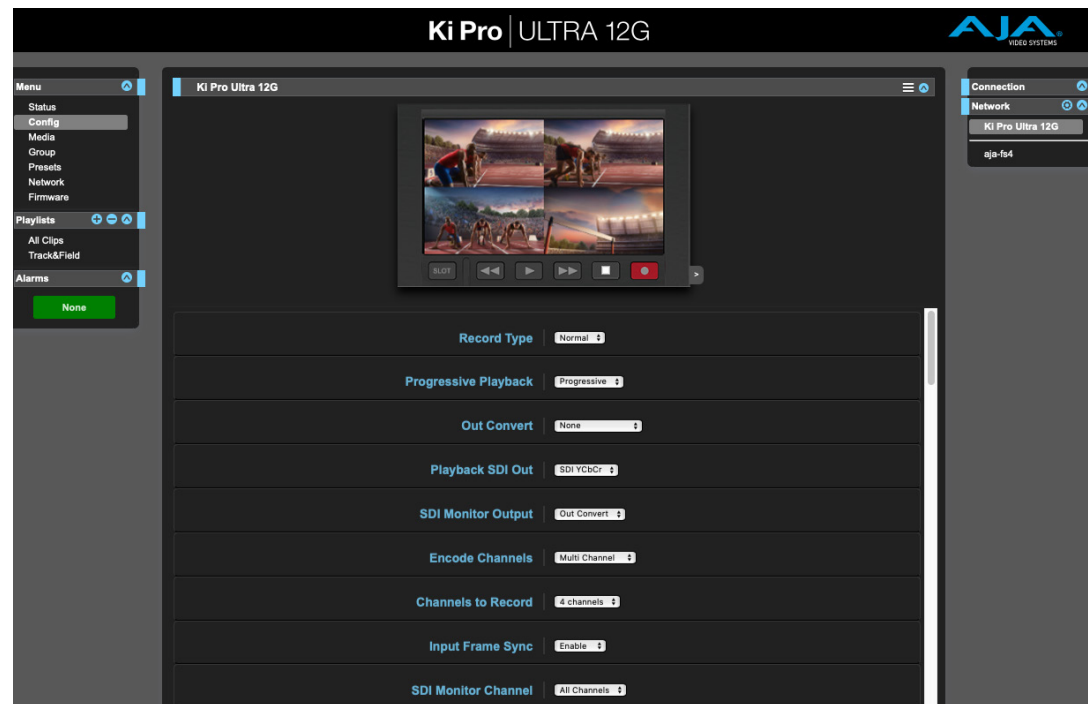 Ki Pro ULTRA 12G
AJA
VIDEO SYSTEMS
Menu
Status
Config
Media
Group
Presets
Network
Firmware
Playlists
All Clips
Track&Field
Alarms
None
Ki Pro Ultra 12G
SLOT
>
Record Type Normal
Progressive Playback Progressive
Out Convert None
Playback SDI Out SDI YCbCr
SDI Monitor Output Out Convert
Encode Channels Multi Channel
Channels to Record 4 channels
Input Frame Sync Enable
SDI Monitor Channel All Channels
Connection
Network
Ki Pro Ultra 12G
aja-fs4